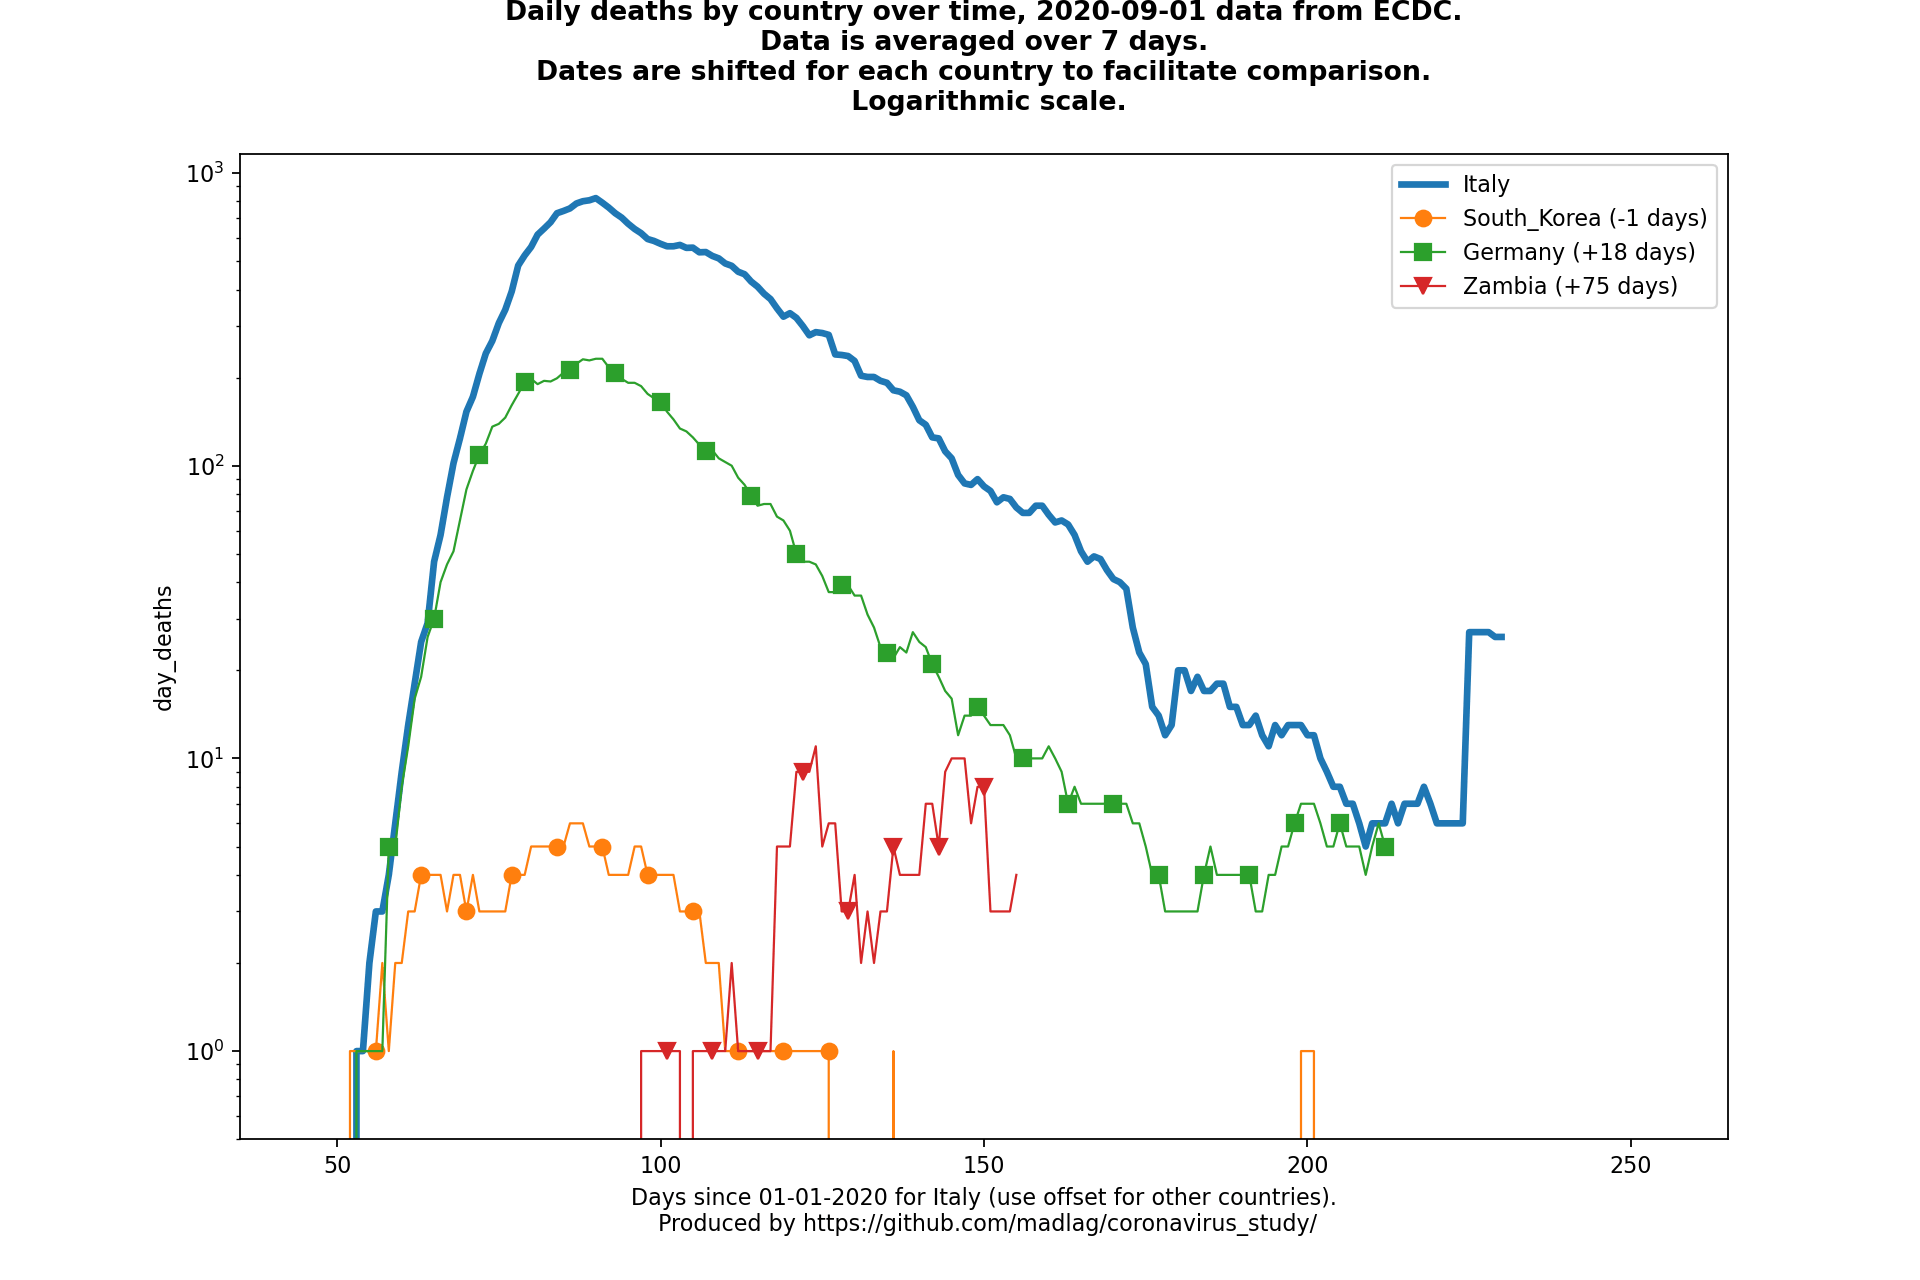 Daily deaths by country over time, 2020-09-01 data from ECDC.
Data is averaged over 7 days.
Dates are shifted for each country to facilitate comparison.
Logarithmic scale.
10³
10²
10¹
10⁰
day_deaths
Italy
South_Korea (-1 days)
Germany (+18 days)
Zambia (+75 days)
50 100 150 200 250
Days since 01-01-2020 for Italy (use offset for other countries).
Produced by https://github.com/madlag/coronavirus_study/